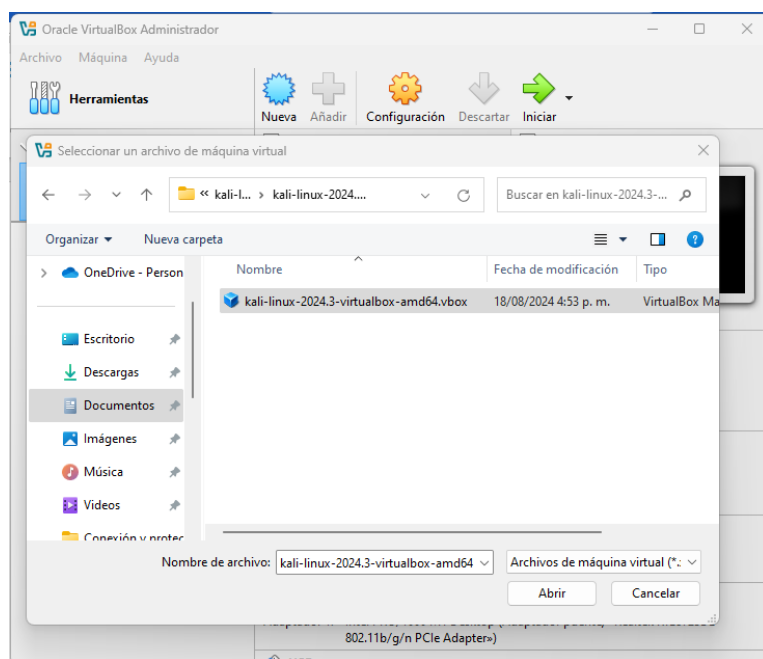 Oracle VirtualBox Administrador
Archivo Máquina Ayuda
Herramientas
Nueva Añadir Configuración Descartar Iniciar
Seleccionar un archivo de máquina virtual
« kali-l... › kali-linux-2024....
Buscar en kali-linux-2024.3-...
Organizar Nueva carpeta
OneDrive - Person
Nombre Fecha de modificación Tipo
kali-linux-2024.3-virtualbox-amd64.vbox 18/08/2024 4:53 p. m. VirtualBox Ma
Escritorio
Descargas
Documentos
Imágenes
Música
Videos
Conexión y protec
Nombre de archivo: kali-linux-2024.3-virtualbox-amd64 Archivos de máquina virtual (*.
Abrir Cancelar
802.11b/g/n PCIe Adapter»)